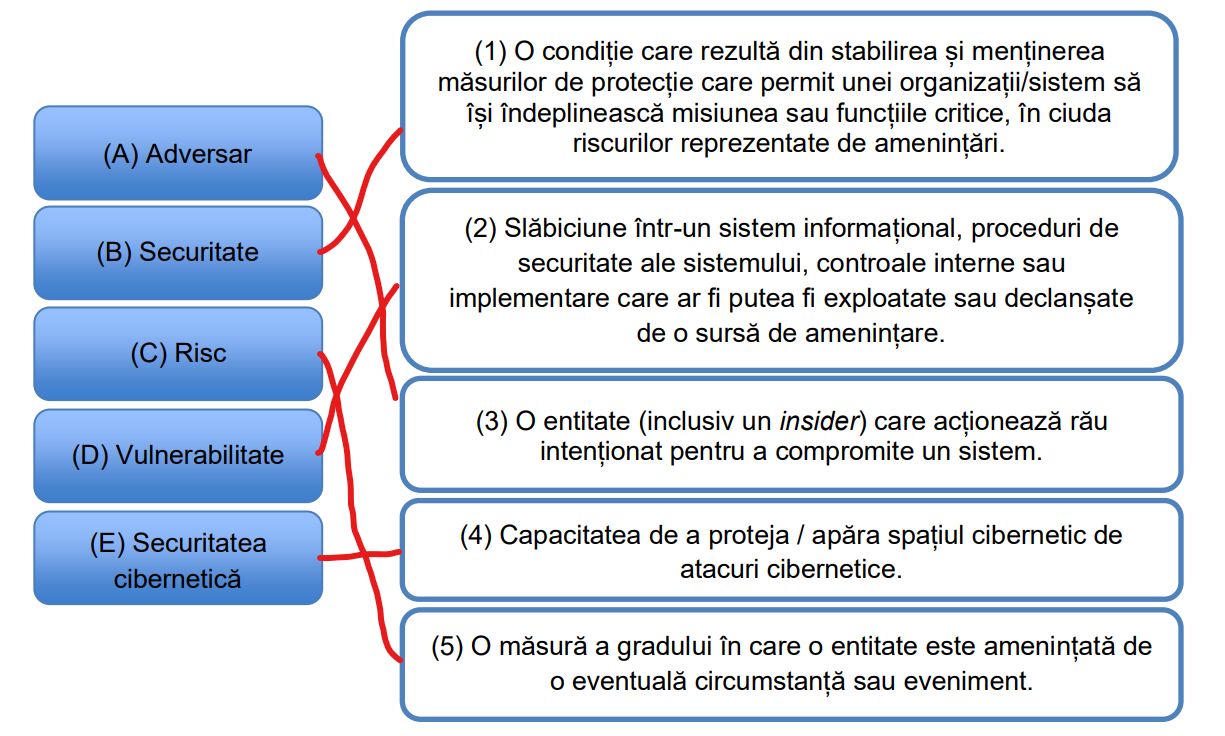 (A) Adversar
(B) Securitate
(C) Risc
(D) Vulnerabilitate
(E) Securitatea
cibernetică
(1) O condiție care rezultă din stabilirea și menținerea
măsurilor de protecție care permit unei organizații/sistem să
își îndeplinească misiunea sau funcțiile critice, în ciuda
riscurilor reprezentate de amenințări.
(2) Slăbiciune într-un sistem informațional, proceduri de
securitate ale sistemului, controale interne sau
implementare care ar fi putea fi exploatate sau declanșate
de o sursă de amenințare.
(3) O entitate (inclusiv un insider) care acționează rău
intenționat pentru a compromite un sistem.
(4) Capacitatea de a proteja / apăra spațiul cibernetic de
atacuri cibernetice.
(5) O măsură a gradului în care o entitate este amenințată de
o eventuală circumstanță sau eveniment.